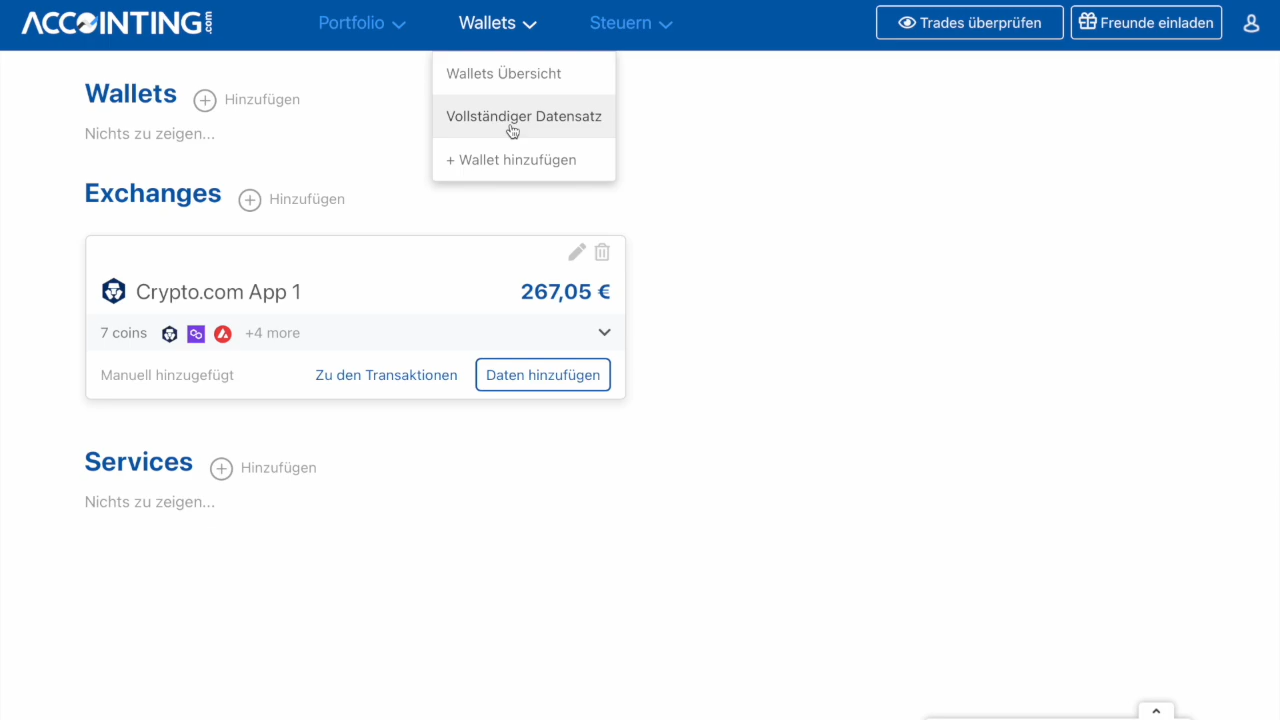 ACCOINTING.com
Portfolio
Wallets
Steuern
Trades überprüfen
Freunde einladen
Wallets Übersicht
Vollständiger Datensatz
+ Wallet hinzufügen
Wallets
Hinzufügen
Nichts zu zeigen...
Exchanges
Hinzufügen
Crypto.com App 1
267,05 €
7 coins
+4 more
Manuell hinzugefügt
Zu den Transaktionen
Daten hinzufügen
Services
Hinzufügen
Nichts zu zeigen...